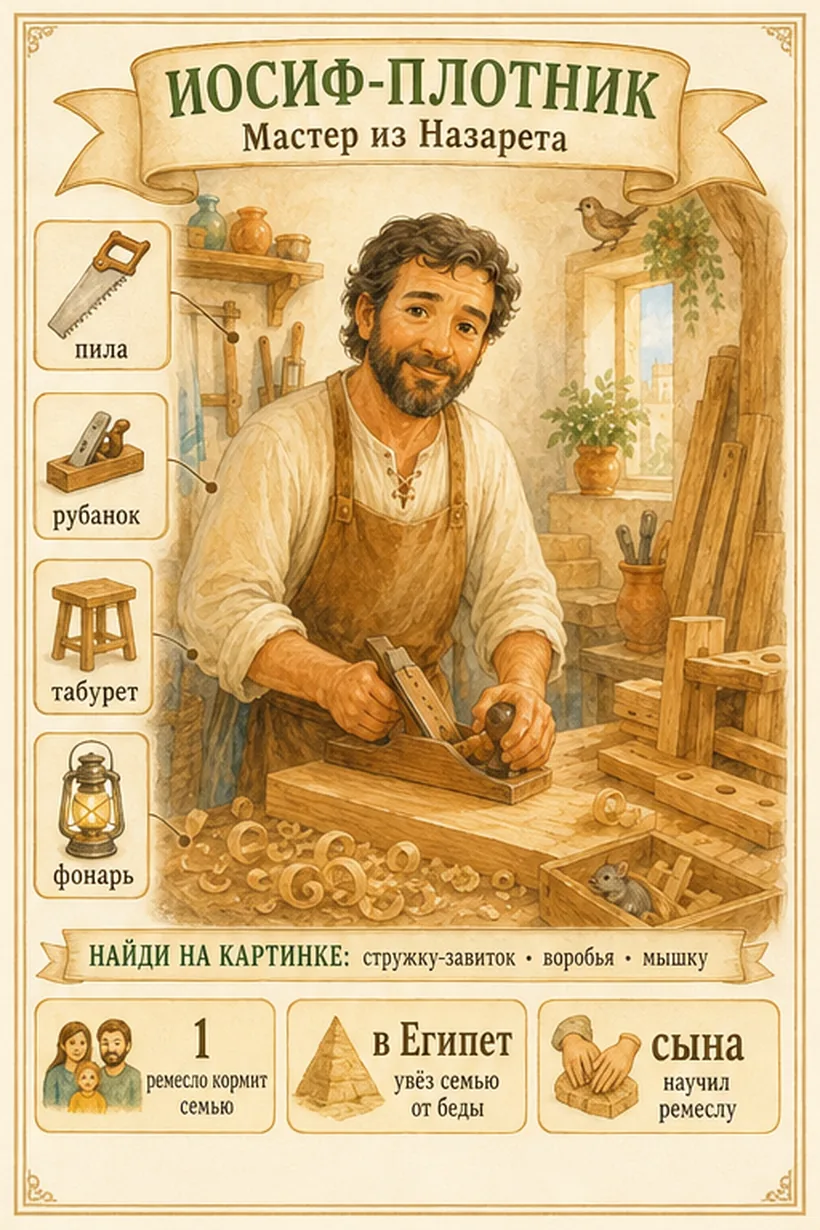 ИОСИФ-ПЛОТНИК
Мастер из Назарета
пила
рубанок
табурет
фонарь
НАЙДИ НА КАРТИНКЕ: стружку-завиток • воробья • мышку
1
ремесло кормит
семью
в Египет
увёз семью
от беды
сына
научил
ремеслу